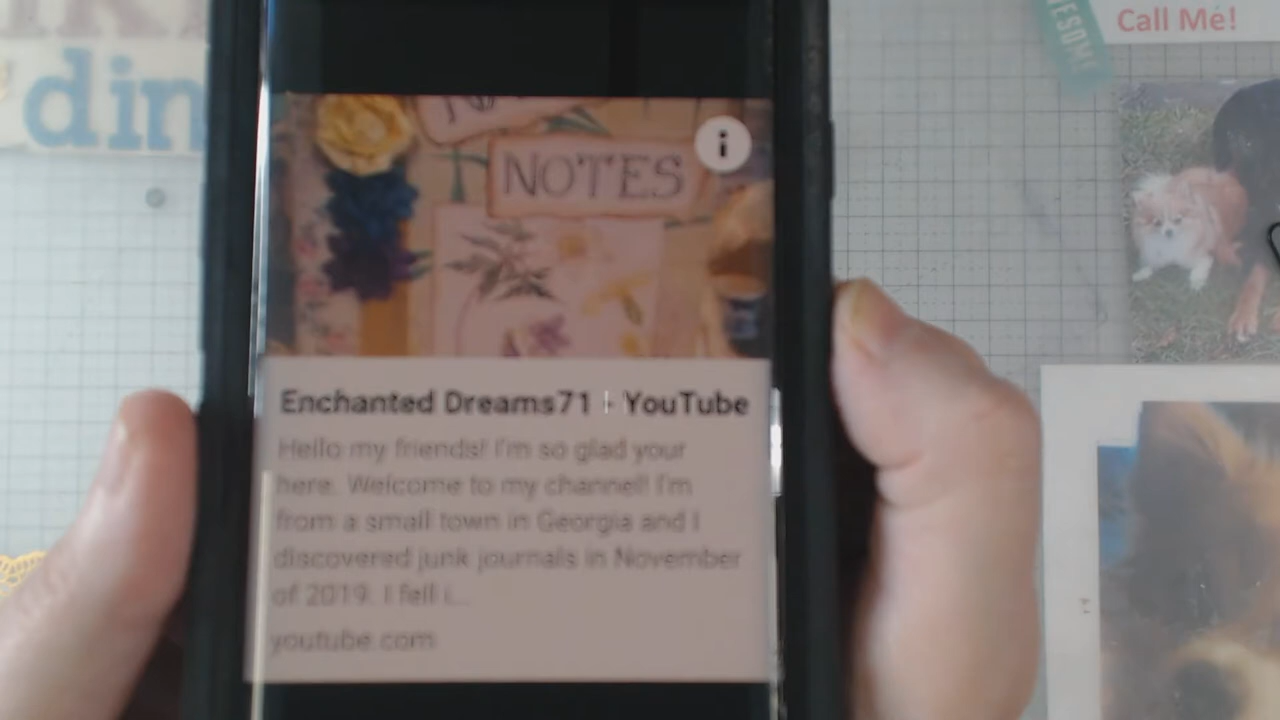 Call Me!
ESOME
din
NOTES
i
Enchanted Dreams71 - YouTube
Hello my friends! I'm so glad your
here. Welcome to my channel! I'm
from a small town in Georgia and I
discovered junk journals in November
of 2019. I fell i...
youtube.com